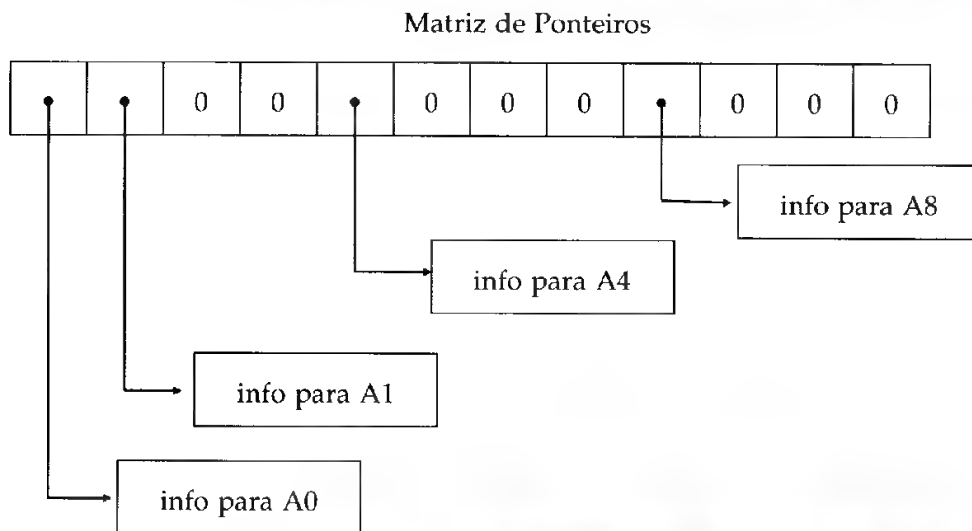 Matriz de Ponteiros
0 0 0 0 0 0 0 0
info para A8
info para A4
info para A1
info para A0